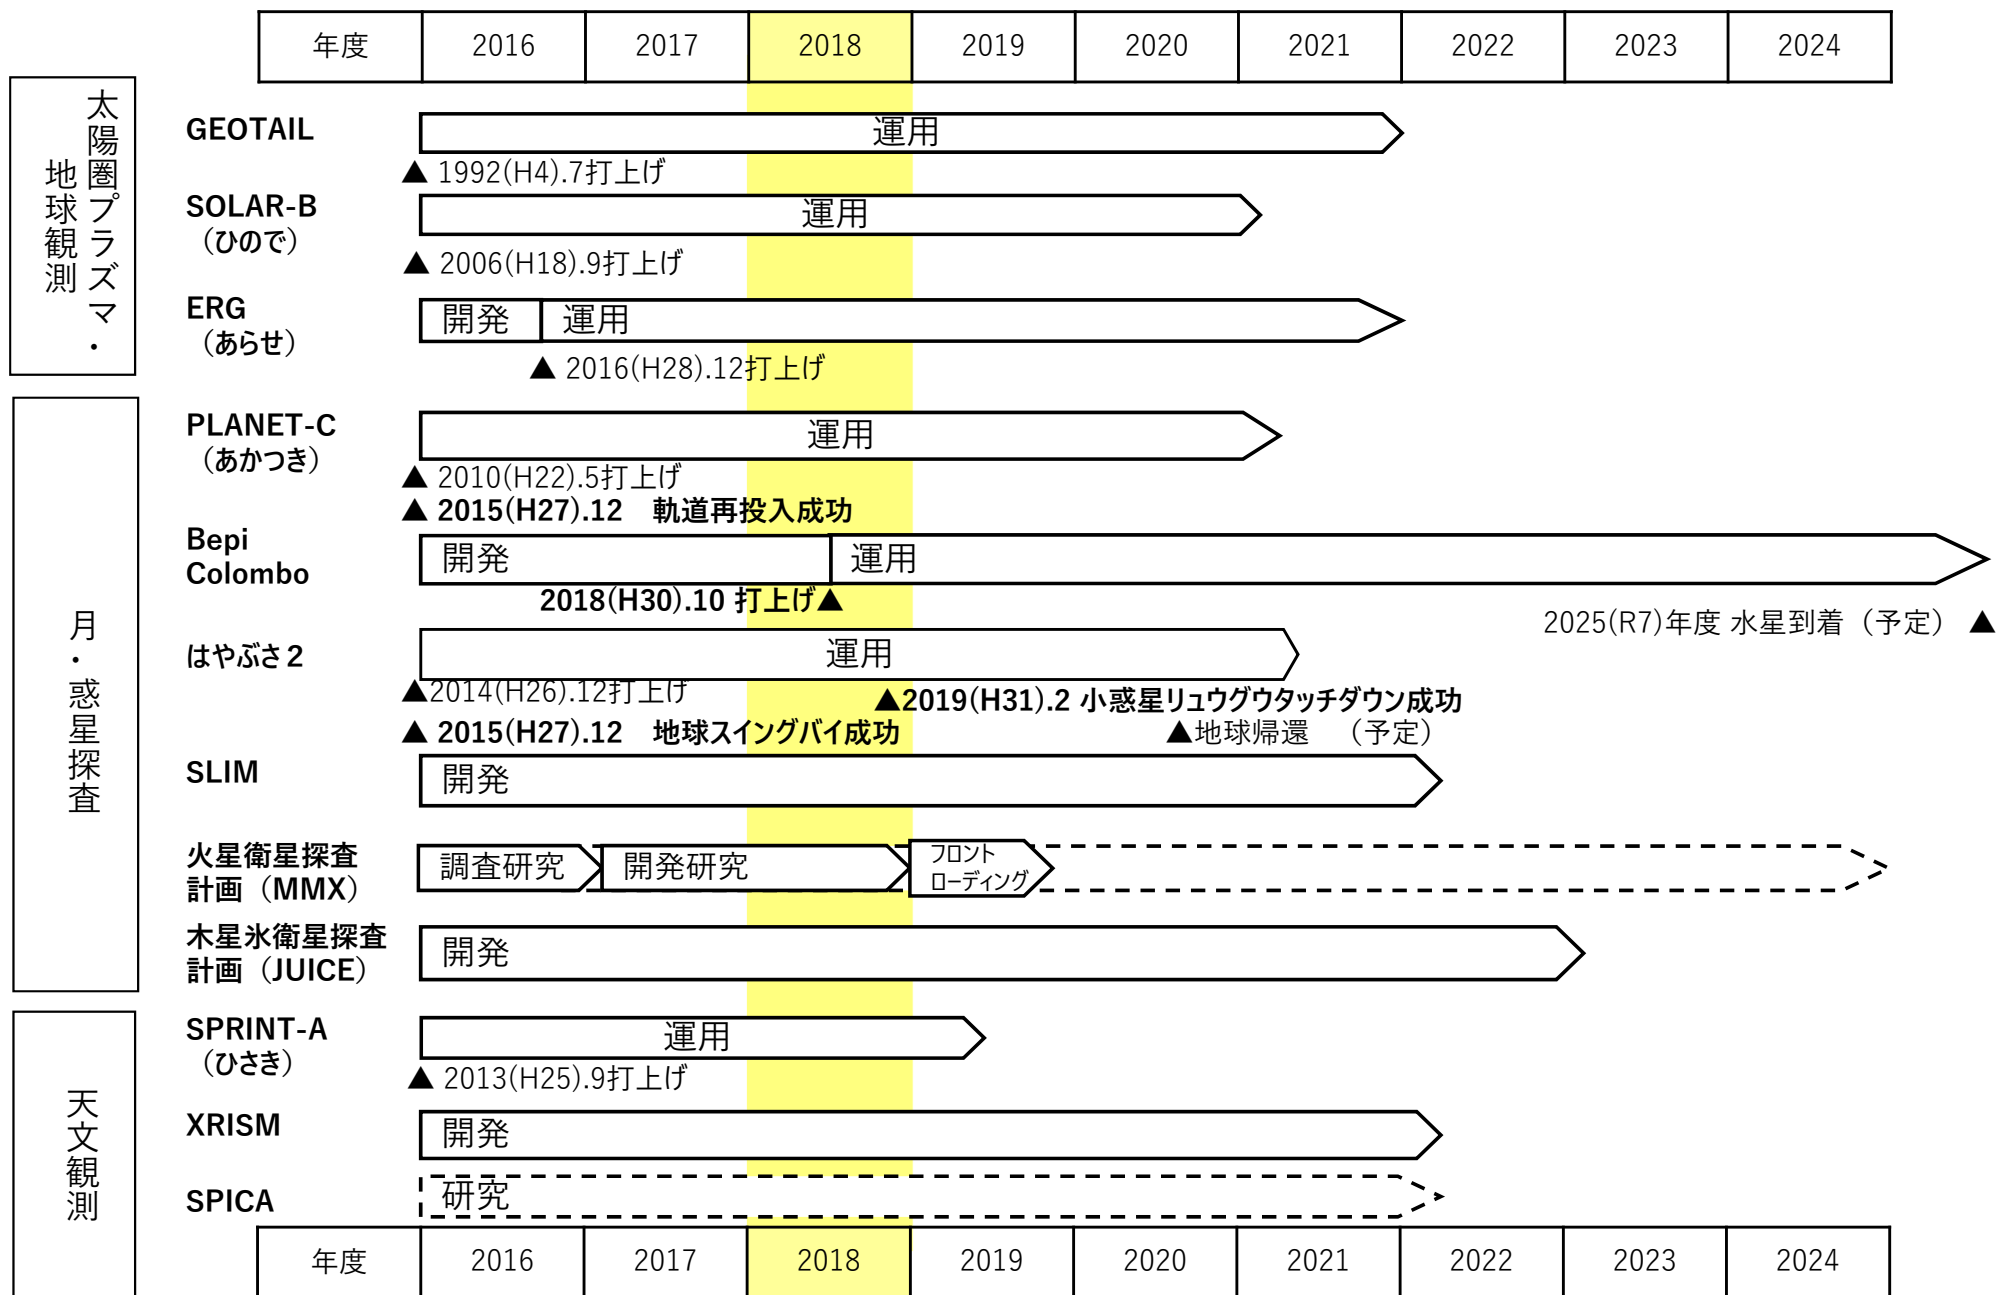 年度 2016 2017 2018 2019 2020 2021 2022 2023 2024
太陽圏プラズマ・
地球観測
GEOTAIL
運用
▲ 1992(H4).7打上げ
SOLAR-B
（ひので）
運用
▲ 2006(H18).9打上げ
ERG
（あらせ）
開発 運用
▲ 2016(H28).12打上げ
月・惑星探査
PLANET-C
（あかつき）
運用
▲ 2010(H22).5打上げ
▲ 2015(H27).12　軌道再投入成功
Bepi
Colombo
開発 運用
2018(H30).10 打上げ▲
2025(R7)年度 水星到着（予定） ▲
はやぶさ２
運用
▲2014(H26).12打上げ
▲2019(H31).2 小惑星リュウグウタッチダウン成功
▲ 2015(H27).12　地球スイングバイ成功
▲地球帰還　（予定）
SLIM
開発
火星衛星探査
計画（MMX）
調査研究 開発研究
フロント
ローディング
木星氷衛星探査
計画（JUICE）
開発
天文観測
SPRINT-A
（ひさき）
運用
▲ 2013(H25).9打上げ
XRISM
開発
SPICA
研究
年度 2016 2017 2018 2019 2020 2021 2022 2023 2024